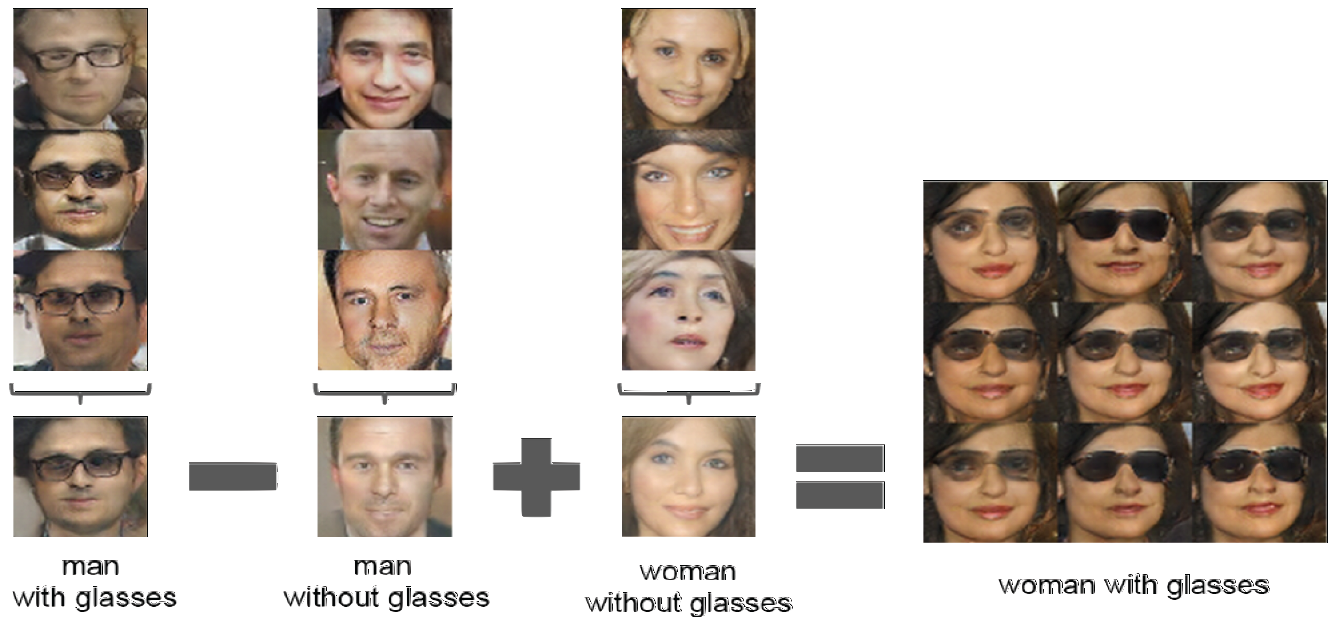 man
with glasses
man
without glasses
woman
without glasses
woman with glasses